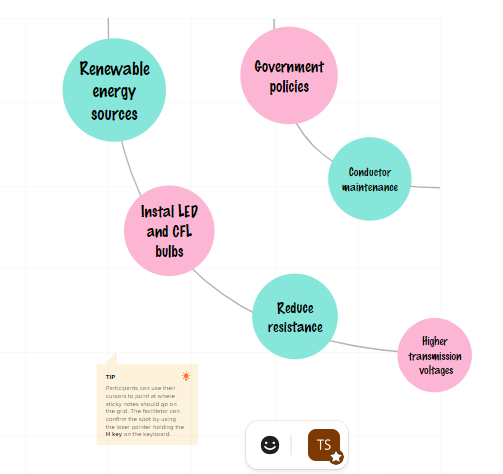 Renewable
energy
sources
Government
policies
Conductor
maintenance
Instal LED
and CFL
bulbs
Reduce
resistance
Higher
transmission
voltages
TIP
Participants can use their
cursors to point at where
sticky notes should go on
the grid. The facilitator can
confirm the spot by using
the laser pointer holding the
H key on the keyboard.
TS